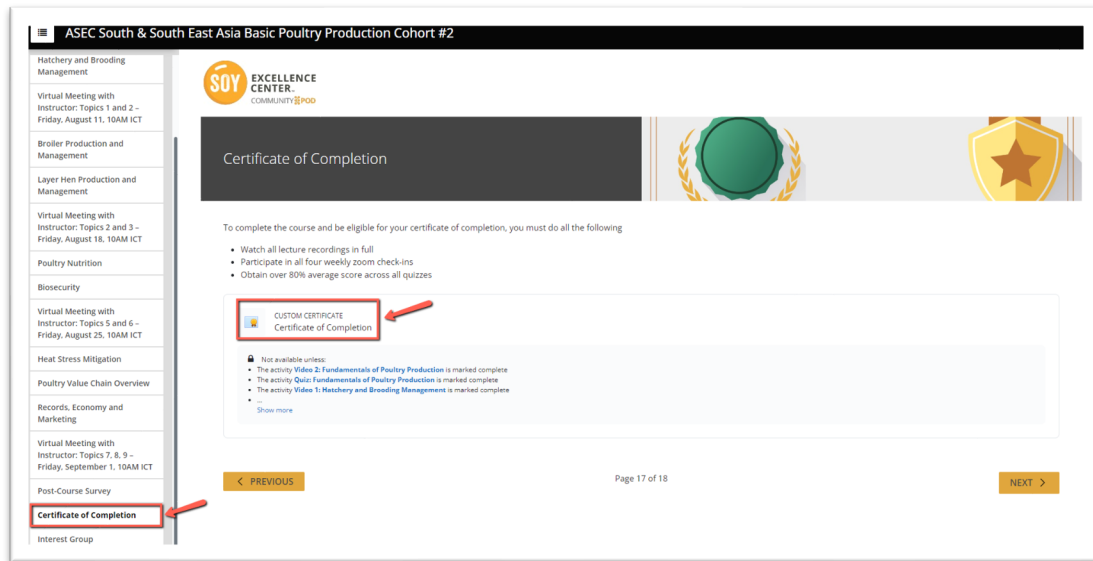 ASEC South & South East Asia Basic Poultry Production Cohort #2
Hatchery and Brooding
Management
Virtual Meeting with
Instructor: Topics 1 and 2 –
Friday, August 11, 10AM ICT
Broiler Production and
Management
Layer Hen Production and
Management
Virtual Meeting with
Instructor: Topics 2 and 3 –
Friday, August 18, 10AM ICT
Poultry Nutrition
Biosecurity
Virtual Meeting with
Instructor: Topics 5 and 6 –
Friday, August 25, 10AM ICT
Heat Stress Mitigation
Poultry Value Chain Overview
Records, Economy and
Marketing
Virtual Meeting with
Instructor: Topics 7, 8, 9 –
Friday, September 1, 10AM ICT
Post-Course Survey
Certificate of Completion
Interest Group
SOY EXCELLENCE
CENTER™
COMMUNITY POD
Certificate of Completion
To complete the course and be eligible for your certificate of completion, you must do all the following
• Watch all lecture recordings in full
• Participate in all four weekly zoom check-ins
• Obtain over 80% average score across all quizzes
CUSTOM CERTIFICATE
Certificate of Completion
Not available unless:
• The activity Video 2: Fundamentals of Poultry Production is marked complete
• The activity Quiz: Fundamentals of Poultry Production is marked complete
• The activity Video 1: Hatchery and Brooding Management is marked complete
• ...
Show more
< PREVIOUS
Page 17 of 18
NEXT >